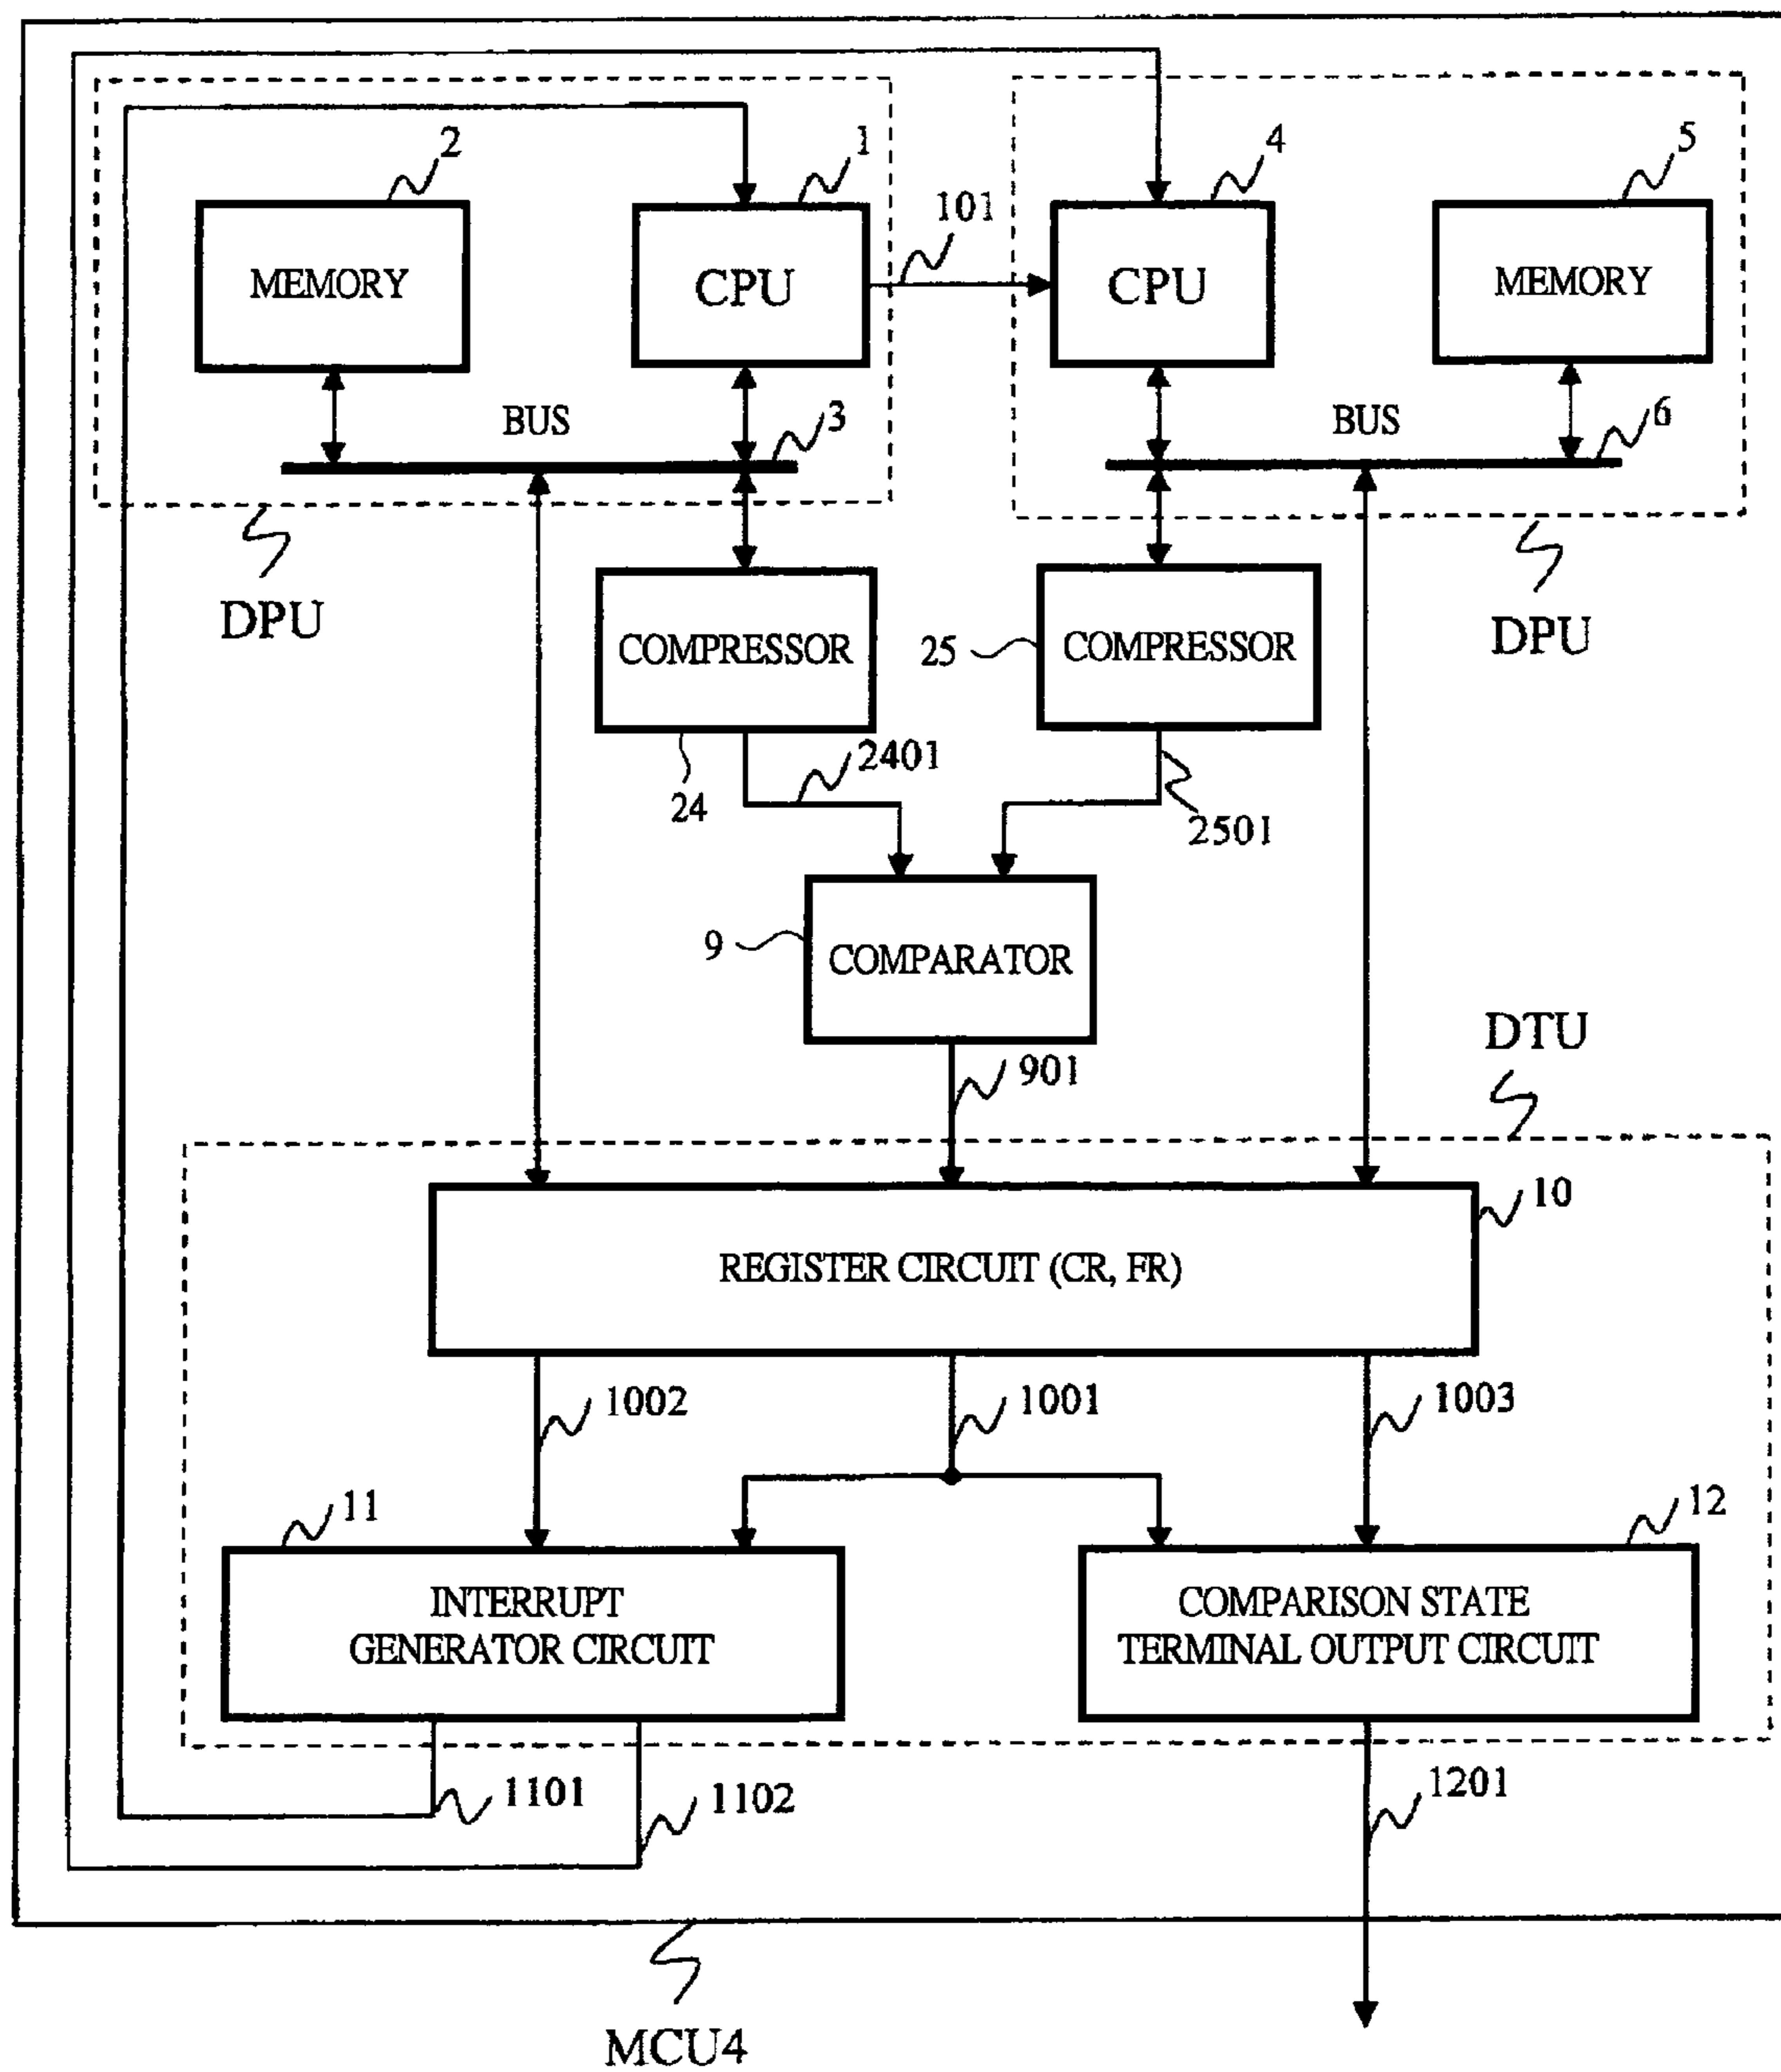 2
1
4
5
101
MEMORY
CPU
CPU
MEMORY
BUS
3
BUS
6
DPU
DPU
COMPRESSOR
25
COMPRESSOR
24
2401
2501
9
COMPARATOR
901
DTU
10
REGISTER CIRCUIT (CR, FR)
1002
1001
1003
11
12
INTERRUPT
GENERATOR CIRCUIT
COMPARISON STATE
TERMINAL OUTPUT CIRCUIT
1101
1102
1201
MCU4